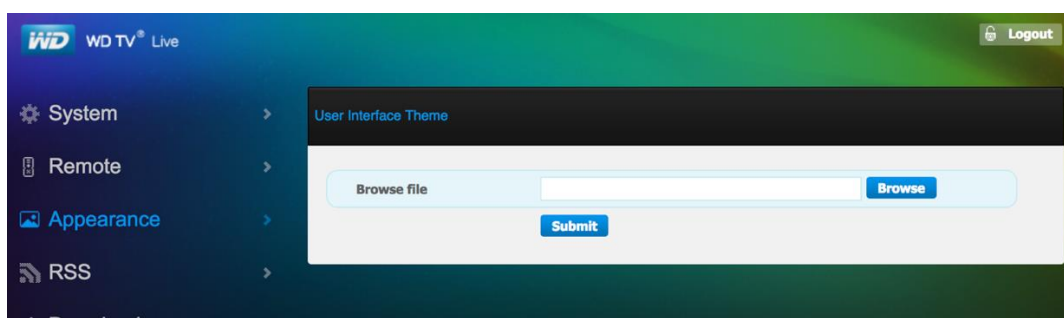 WD WD TV® Live
Logout
System
Remote
Appearance
RSS
User Interface Theme
Browse file
Browse
Submit